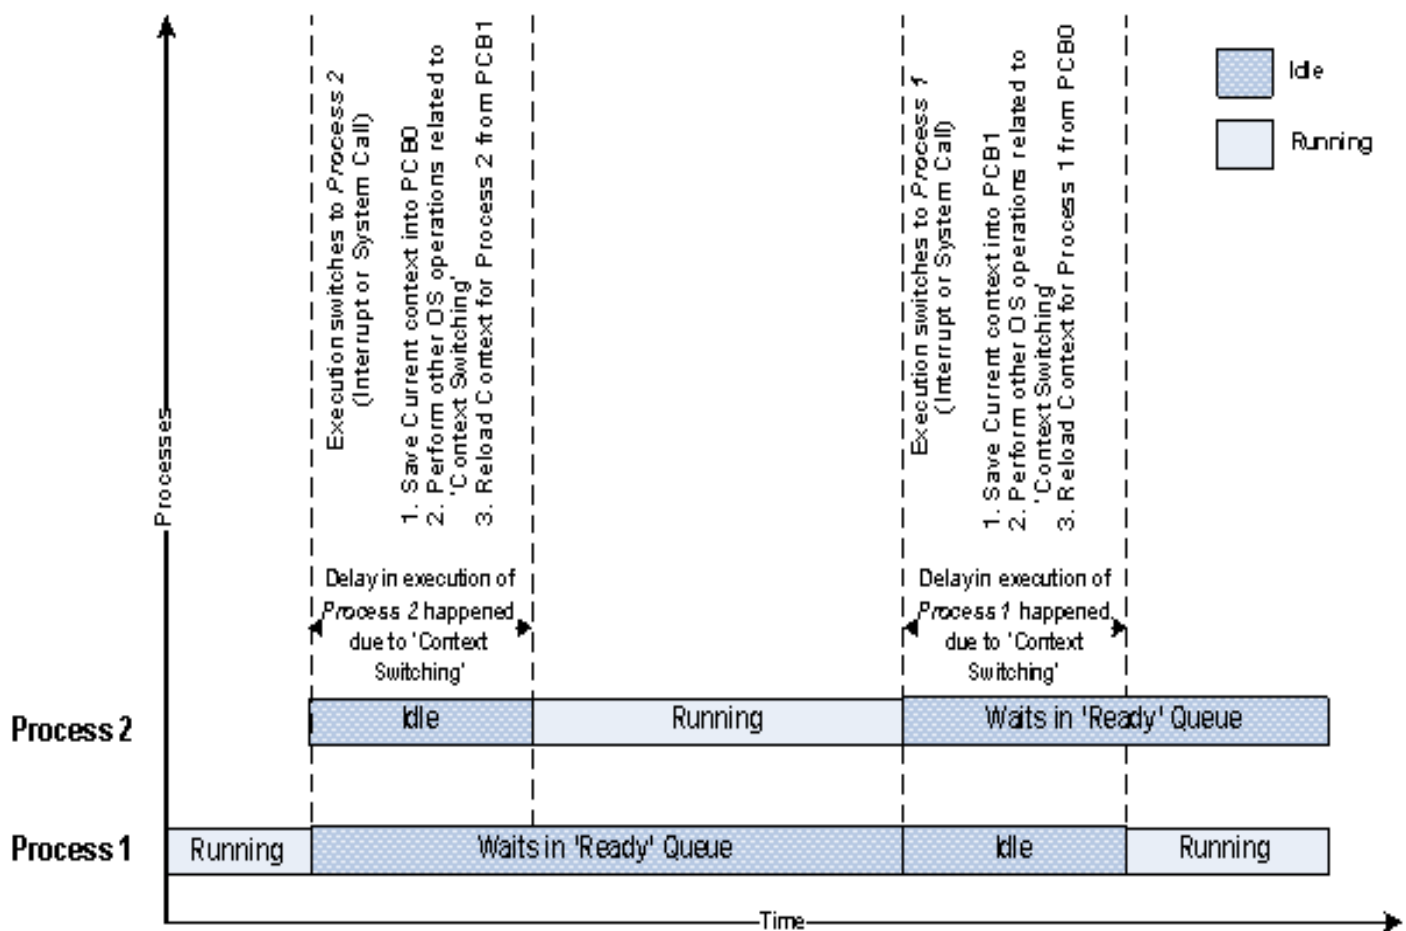 Idle
Running
Execution switches to Process 2
(Interrupt or System Call)
1. Save Current context into PCB0
2. Perform other OS operations related to
'Context Switching'
3. Reload Context for Process 2 from PCB1
Execution switches to Process 1
(Interrupt or System Call)
1. Save Current context into PCB1
2. Perform other OS operations related to
'Context Switching'
3. Reload Context for Process 1 from PCB0
Processes
Delay in execution of
Process 2 happened
due to 'Context
Switching'
Delay in execution of
Process 1 happened
due to 'Context
Switching'
Process 2
Idle
Running
Waits in 'Ready' Queue
Process 1
Running
Waits in 'Ready' Queue
Idle
Running
Time